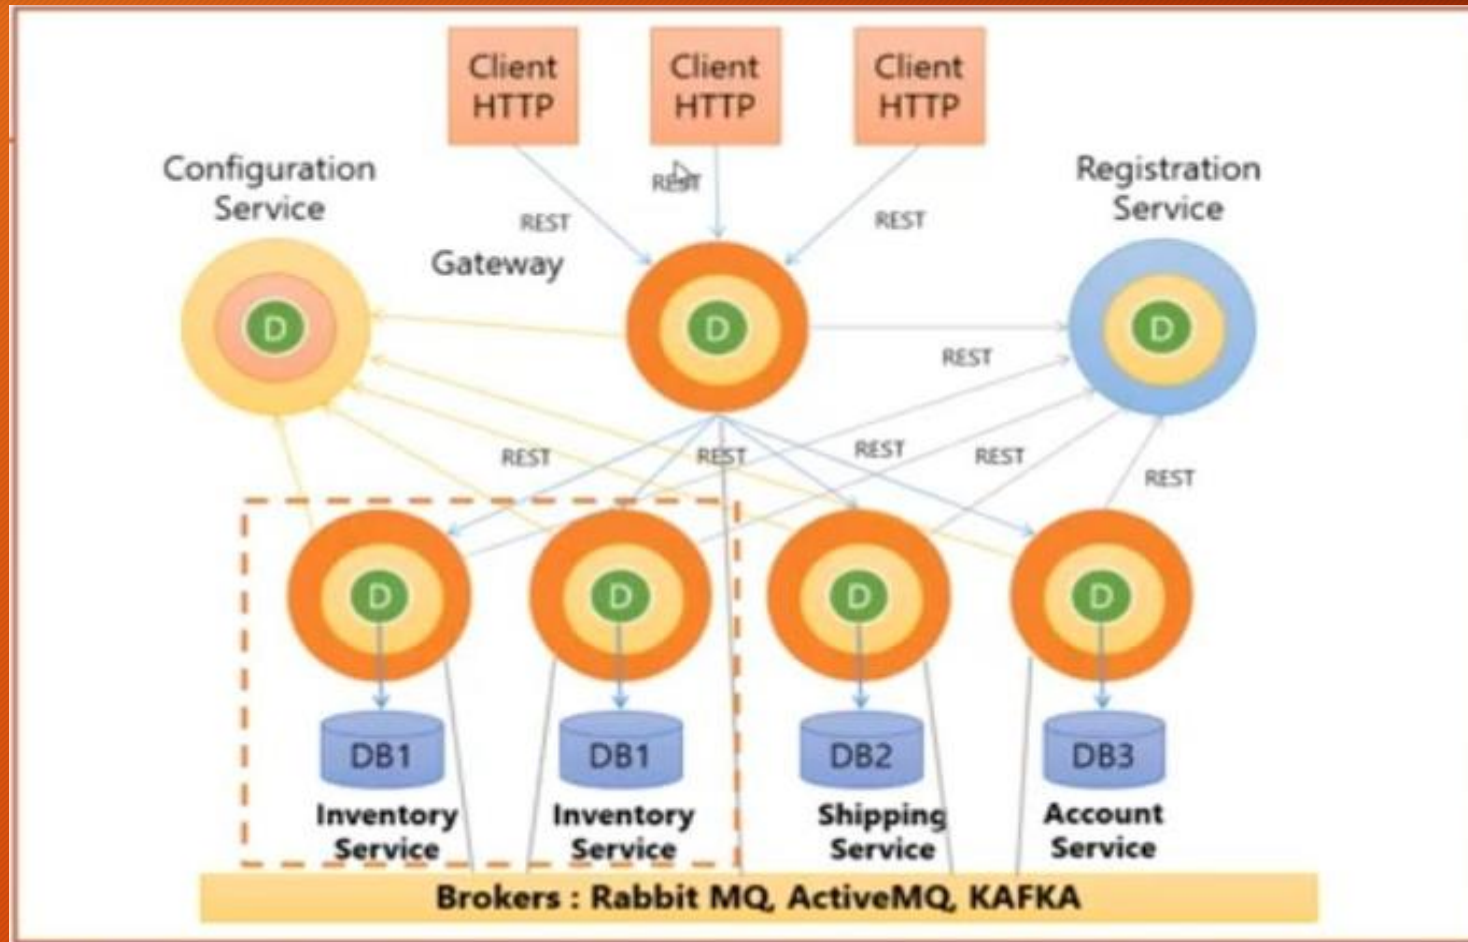 Client
HTTP
Client
HTTP
Client
HTTP
Configuration
Service
Registration
Service
REST
REST
REST
Gateway
D
D
D
REST
REST
REST
REST
REST
REST
D
D
D
D
DB1
DB1
DB2
DB3
Inventory
Service
Inventory
Service
Shipping
Service
Account
Service
Brokers : Rabbit MQ, ActiveMQ, KAFKA